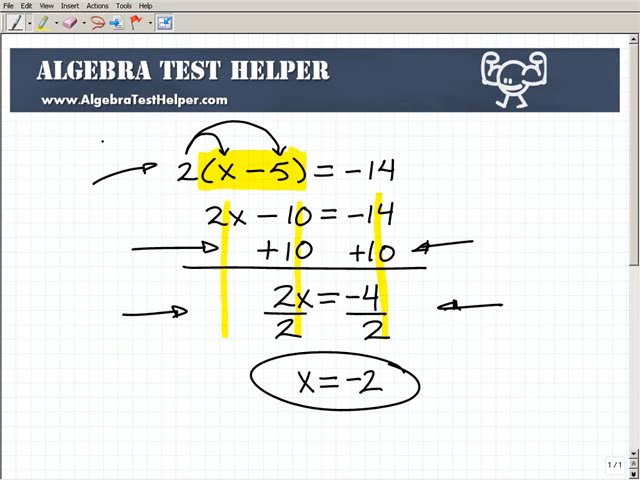 File Edit View Insert Actions Tools Help
ALGEBRA TEST HELPER
www.AlgebraTestHelper.com
2(x - 5) = -14
2x - 10 = -14
+10 +10
2x = -4
2 2
x = -2
1 / 1